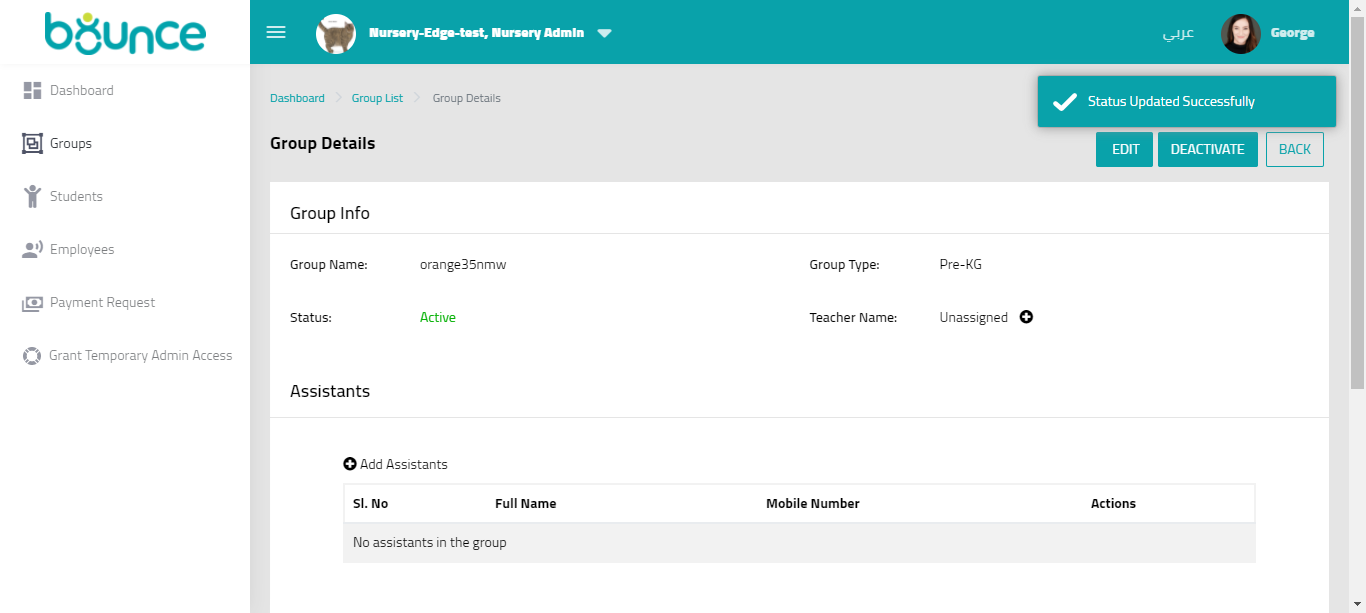 bounce
Nursery-Edge-test, Nursery Admin
عربي
George
Dashboard
Groups
Students
Employees
Payment Request
Grant Temporary Admin Access
Dashboard
Group List
Group Details
Status Updated Successfully
Group Details
EDIT
DEACTIVATE
BACK
Group Info
Group Name: orange35nmw
Group Type: Pre-KG
Status: Active
Teacher Name: Unassigned
Assistants
Add Assistants
Sl. No Full Name Mobile Number Actions
No assistants in the group